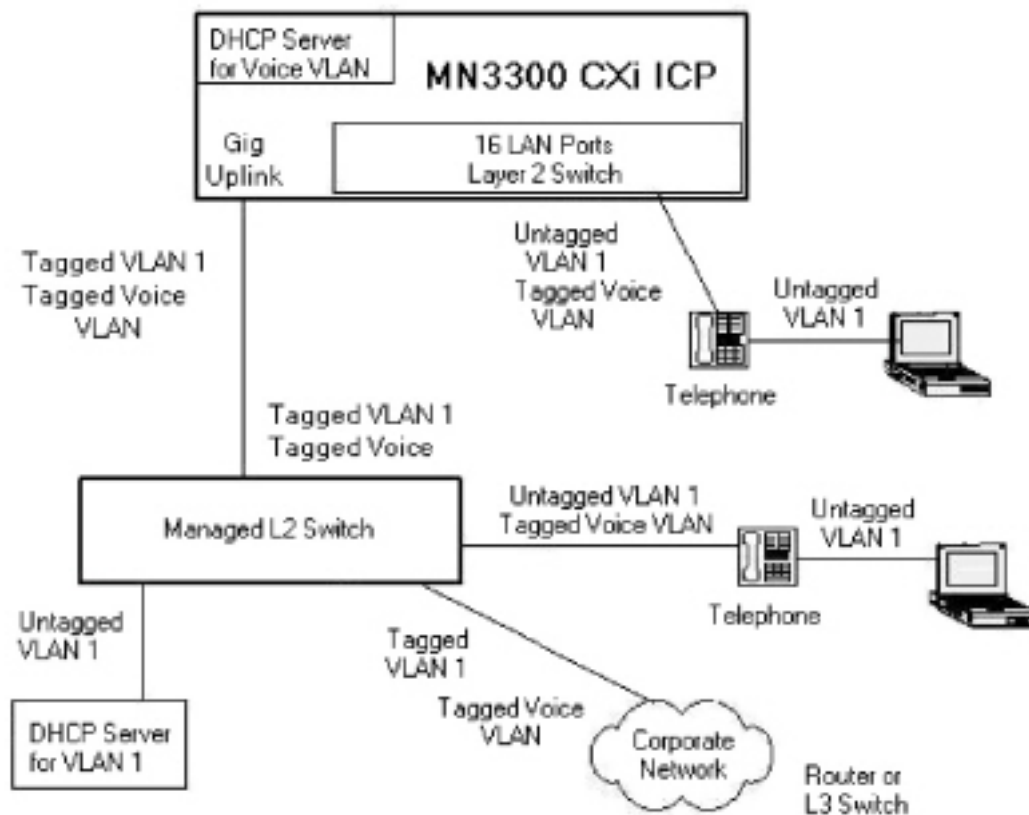 DHCP Server
for Voice VLAN
MN3300 CXi ICP
Gig
Uplink
16 LAN Ports
Layer 2 Switch
Tagged VLAN 1
Tagged Voice
VLAN
Untagged
VLAN 1
Tagged Voice
VLAN
Untagged
VLAN 1
Telephone
Tagged VLAN 1
Tagged Voice
Managed L2 Switch
Untagged VLAN 1
Tagged Voice VLAN
Untagged
VLAN 1
Telephone
Untagged
VLAN 1
Tagged
VLAN 1
Tagged Voice
VLAN
DHCP Server
for VLAN 1
Corporate
Network
Router or
L3 Switch